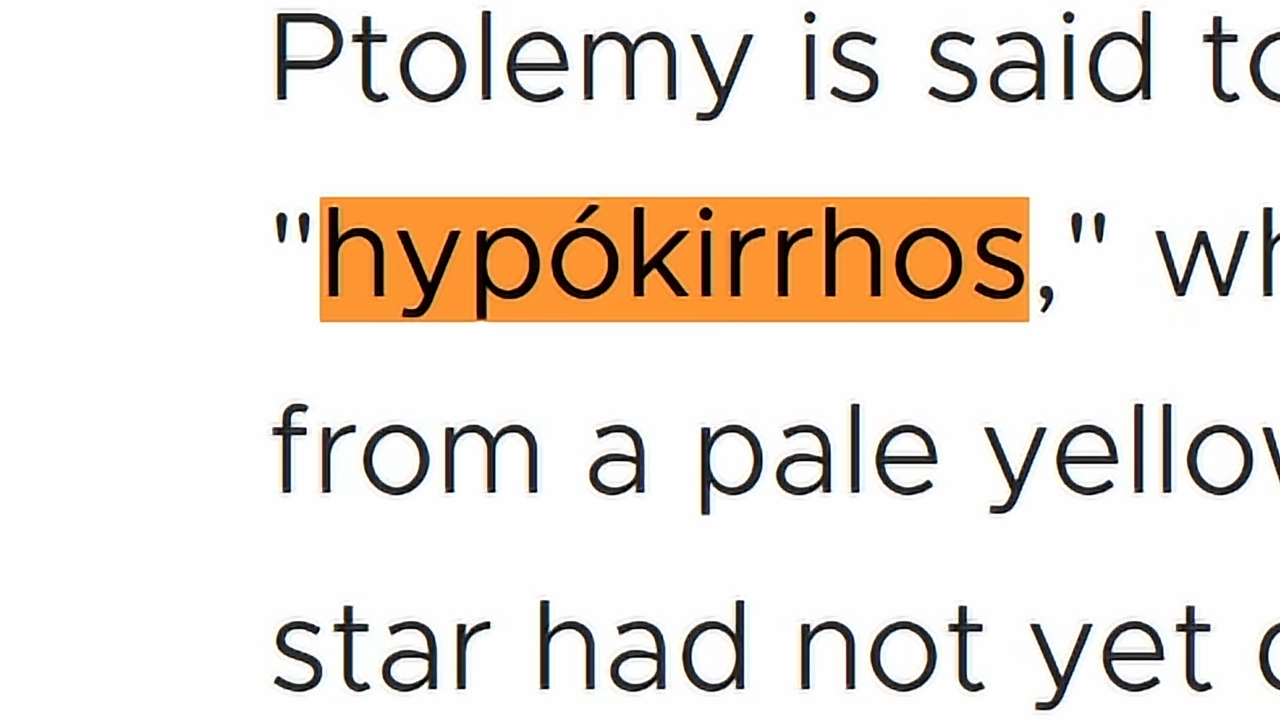 Ptolemy is said to
"hypókirrhos," wh
from a pale yellow
star had not yet